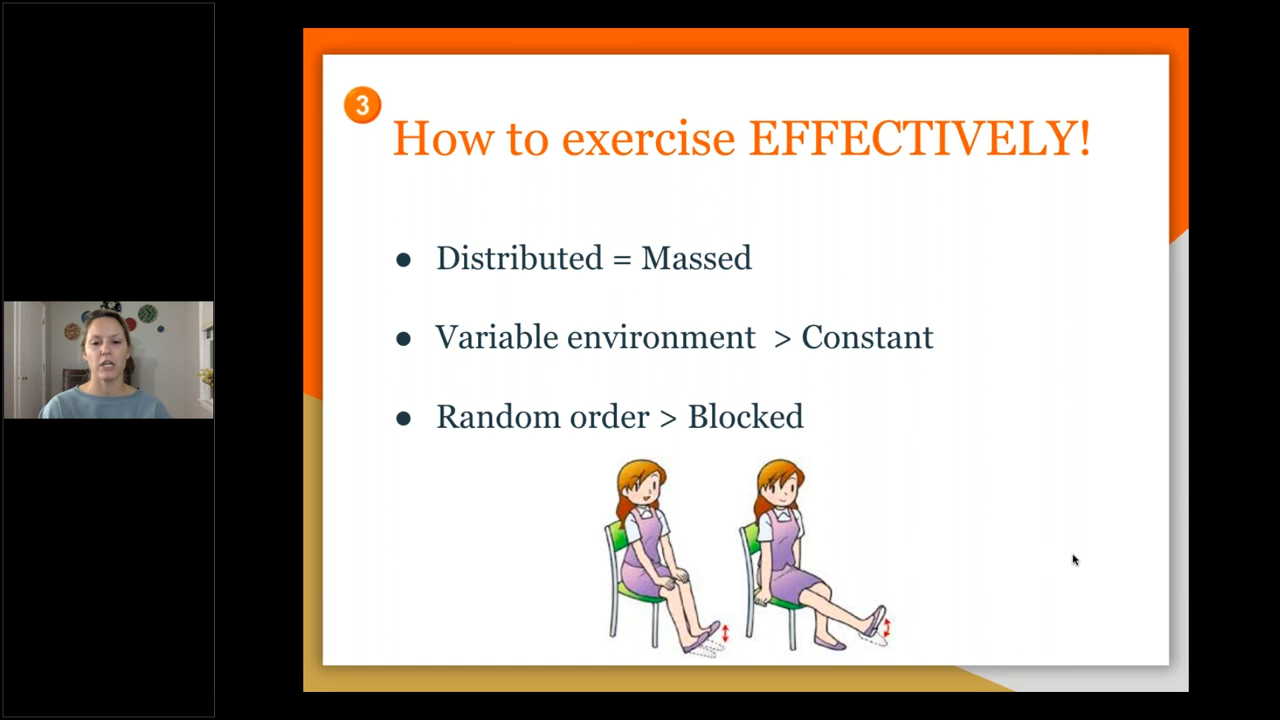 3
How to exercise EFFECTIVELY!
● Distributed = Massed
● Variable environment > Constant
● Random order > Blocked